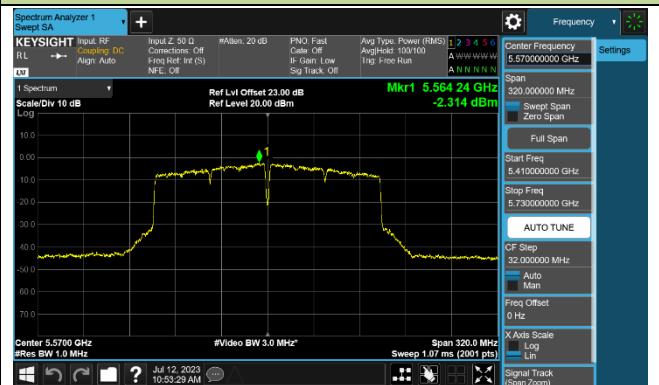 Spectrum Analyzer 1
Swept SA
Frequency
KEYSIGHT
RL
LXI
Input: RF
Coupling: DC
Align: Auto
Input Z: 50 Ω
Corrections: Off
Freq Ref: Int (S)
NFE: Off
#Atten: 20 dB
PNO: Fast
Gate: Off
IF Gain: Low
Sig Track: Off
Avg Type: Power (RMS)
Avg|Hold: 100/100
Trig: Free Run
1 2 3 4 5 6
A W W W W W
A N N N N N
1 Spectrum
Scale/Div 10 dB
Log
Ref Lvl Offset 23.00 dB
Ref Level 20.00 dBm
Mkr1 5.564 24 GHz
-2.314 dBm
10.0
0.00
10.0
20.0
30.0
40.0
50.0
60.0
70.0
1
Center 5.5700 GHz
#Res BW 1.0 MHz
#Video BW 3.0 MHz*
Span 320.0 MHz
Sweep 1.07 ms (2001 pts)
Jul 12, 2023
10:53:29 AM
?
Center Frequency
5.570000000 GHz
Settings
Span
320.000000 MHz
Swept Span
Zero Span
Full Span
Start Freq
5.410000000 GHz
Stop Freq
5.730000000 GHz
AUTO TUNE
CF Step
32.000000 MHz
Auto
Man
Freq Offset
0 Hz
X Axis Scale
Log
Lin
Signal Track
(Span Zoom)